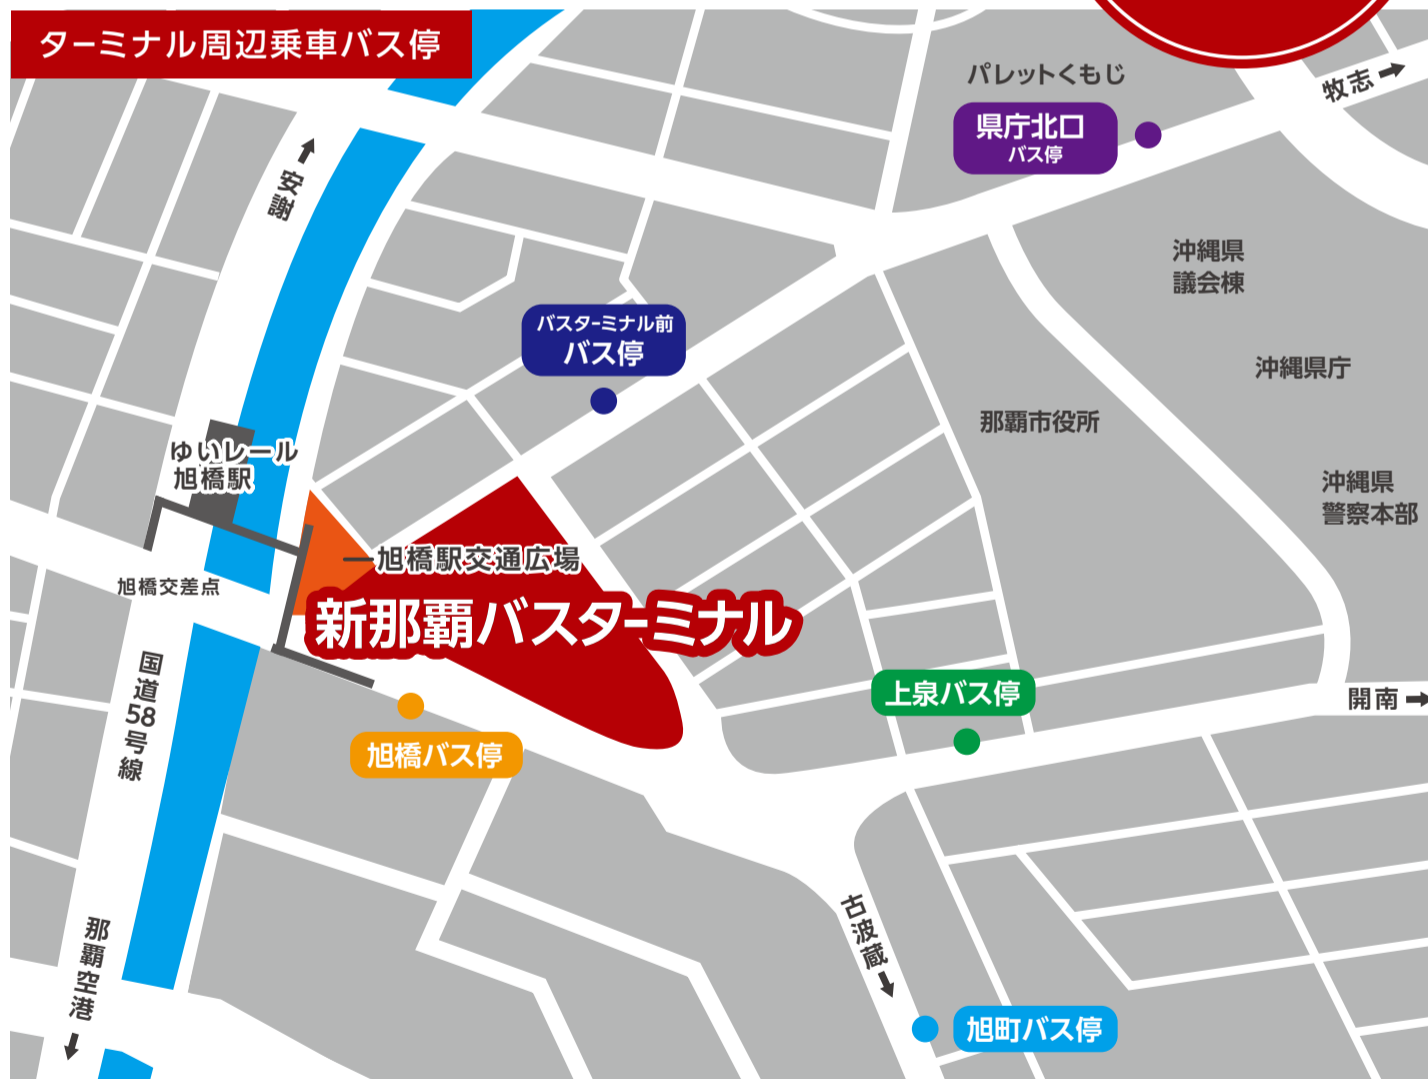 ターミナル周辺乗車バス停
パレットくもじ
牧志
県庁北口
バス停
安謝
沖縄県
議会棟
バスターミナル前
バス停
沖縄県庁
那覇市役所
ゆいレール
旭橋駅
沖縄県
警察本部
旭橋駅交通広場
旭橋交差点
新那覇バスターミナル
国道58号線
上泉バス停
開南
旭橋バス停
古波蔵
那覇空港
旭町バス停